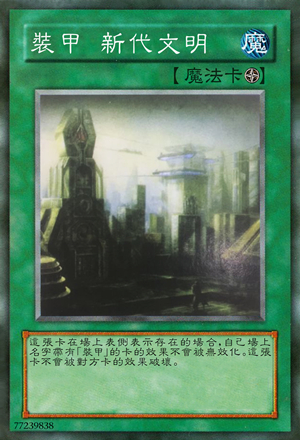 裝甲 新代文明 魔
【魔法卡】
這張卡在場上表側表示存在的場合，自己場上
名字帶有「裝甲」的卡的效果不會被無效化。這張
卡不會被對方卡的效果破壞。
77239838